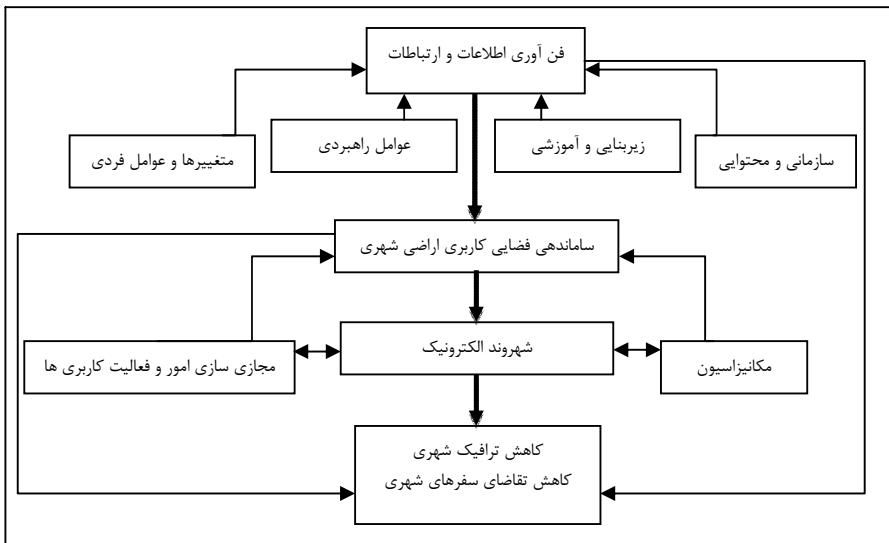 فن آوری اطلاعات و ارتباطات
سازمانی و محتوایی
زیربنایی و آموزشی
عوامل راهبردی
متغییرها و عوامل فردی
ساماندهی فضایی کاربری اراضی شهری
مکانیزاسیون
شهروند الکترونیک
مجازی سازی امور و فعالیت کاربری ها
کاهش ترافیک شهری
کاهش تقاضای سفرهای شهری